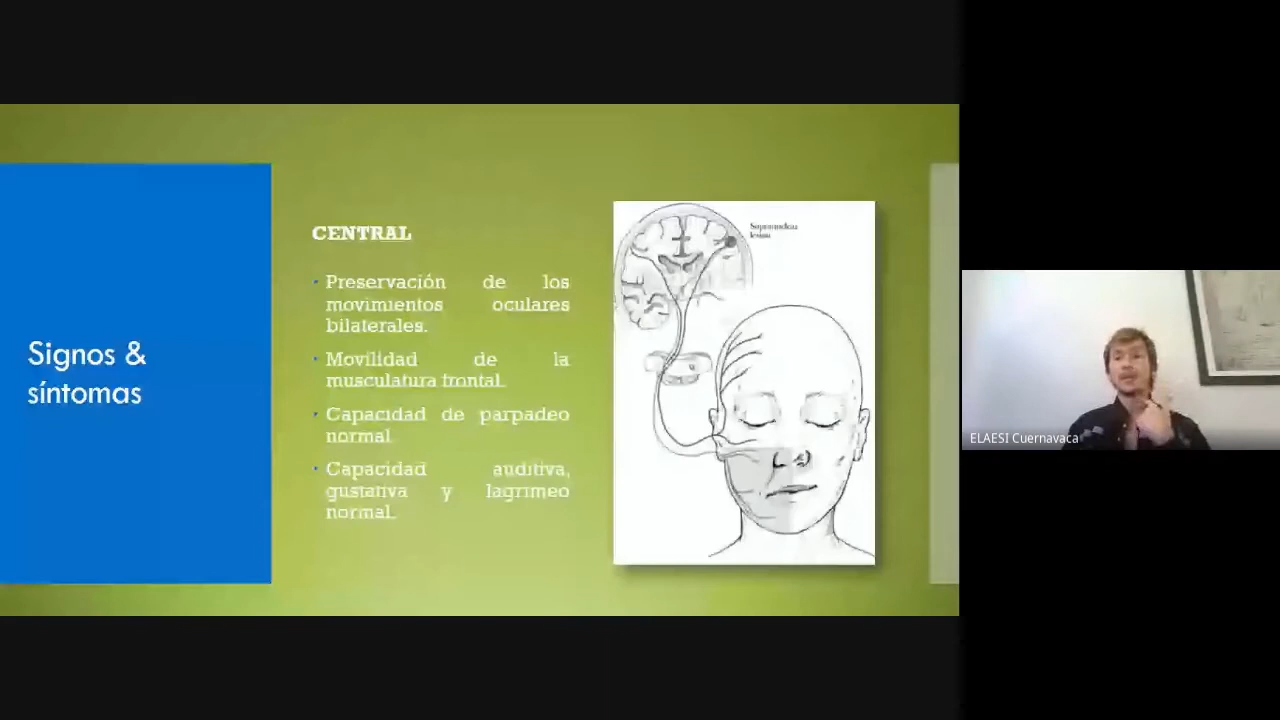 Signos &
síntomas
CENTRAL
Preservación de los
movimientos oculares
bilaterales.
Movilidad de la
musculatura frontal.
Capacidad de parpadeo
normal
Capacidad auditiva,
gustativa y lagrimeo
normal.
ELAESI Cuernavaca